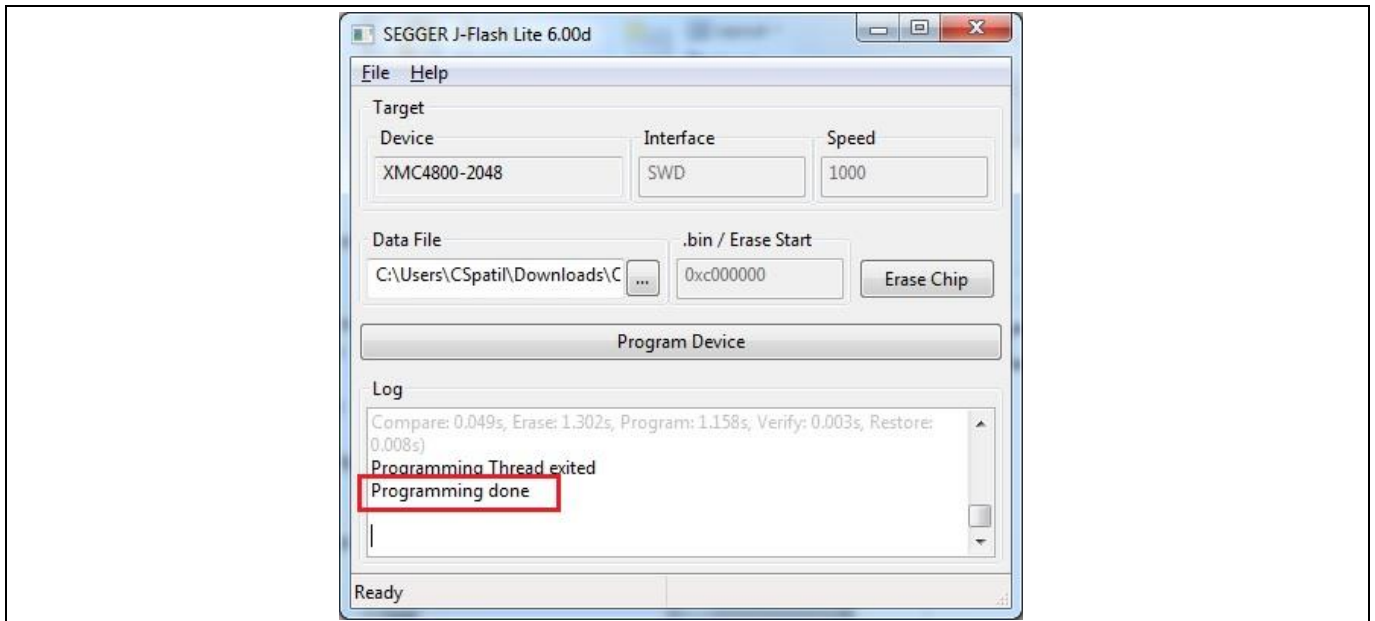 SEGGER J-Flash Lite 6.00d
File Help
Target
Device Interface Speed
XMC4800-2048 SWD 1000
Data File .bin / Erase Start
C:\Users\CSpatil\Downloads\C ... 0xc000000 Erase Chip
Program Device
Log
Compare: 0.049s, Erase: 1.302s, Program: 1.158s, Verify: 0.003s, Restore:
0.008s)
Programming Thread exited
Programming done
Ready